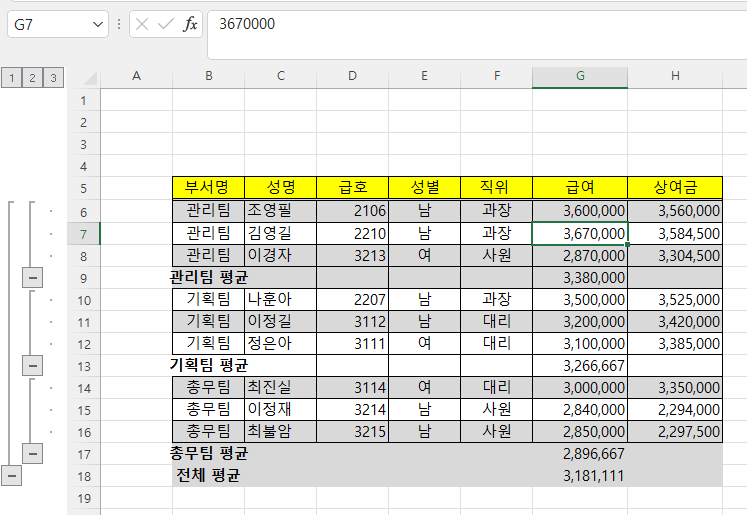 G7 fx 3670000
1 2 3 A B C D E F G H
1
2
3
4
5 부서명 성명 급호 성별 직위 급여 상여금
6 관리팀 조영필 2106 남 과장 3,600,000 3,560,000
7 관리팀 김영길 2210 남 과장 3,670,000 3,584,500
8 관리팀 이경자 3213 여 사원 2,870,000 3,304,500
9 관리팀 평균 3,380,000
10 기획팀 나훈아 2207 남 과장 3,500,000 3,525,000
11 기획팀 이정길 3112 남 대리 3,200,000 3,420,000
12 기획팀 정은아 3111 여 대리 3,100,000 3,385,000
13 기획팀 평균 3,266,667
14 총무팀 최진실 3114 여 대리 3,000,000 3,350,000
15 총무팀 이정재 3214 남 사원 2,840,000 2,294,000
16 총무팀 최불암 3215 남 사원 2,850,000 2,297,500
17 총무팀 평균 2,896,667
18 전체 평균 3,181,111
19